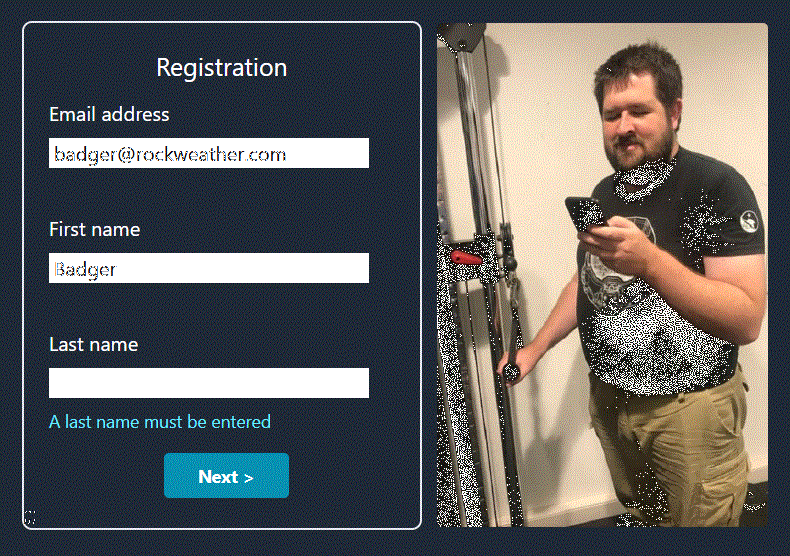 Registration
Email address
badger@rockweather.com
First name
Badger
Last name
A last name must be entered
Next >